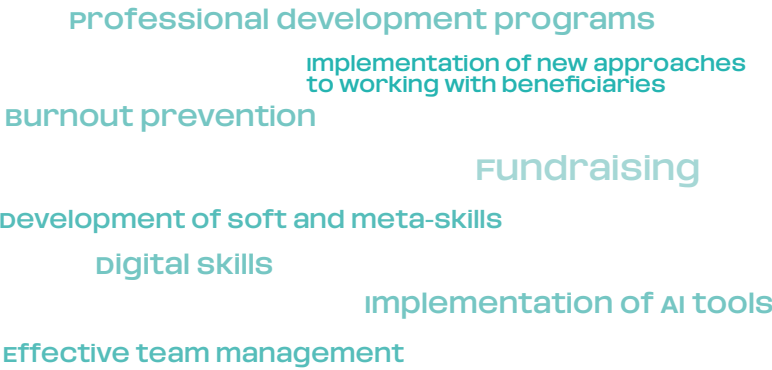 Professional development programs
Implementation of new approaches
to working with beneficiaries
Burnout prevention
Fundraising
Development of soft and meta-skills
Digital skills
Implementation of AI tools
Effective team management